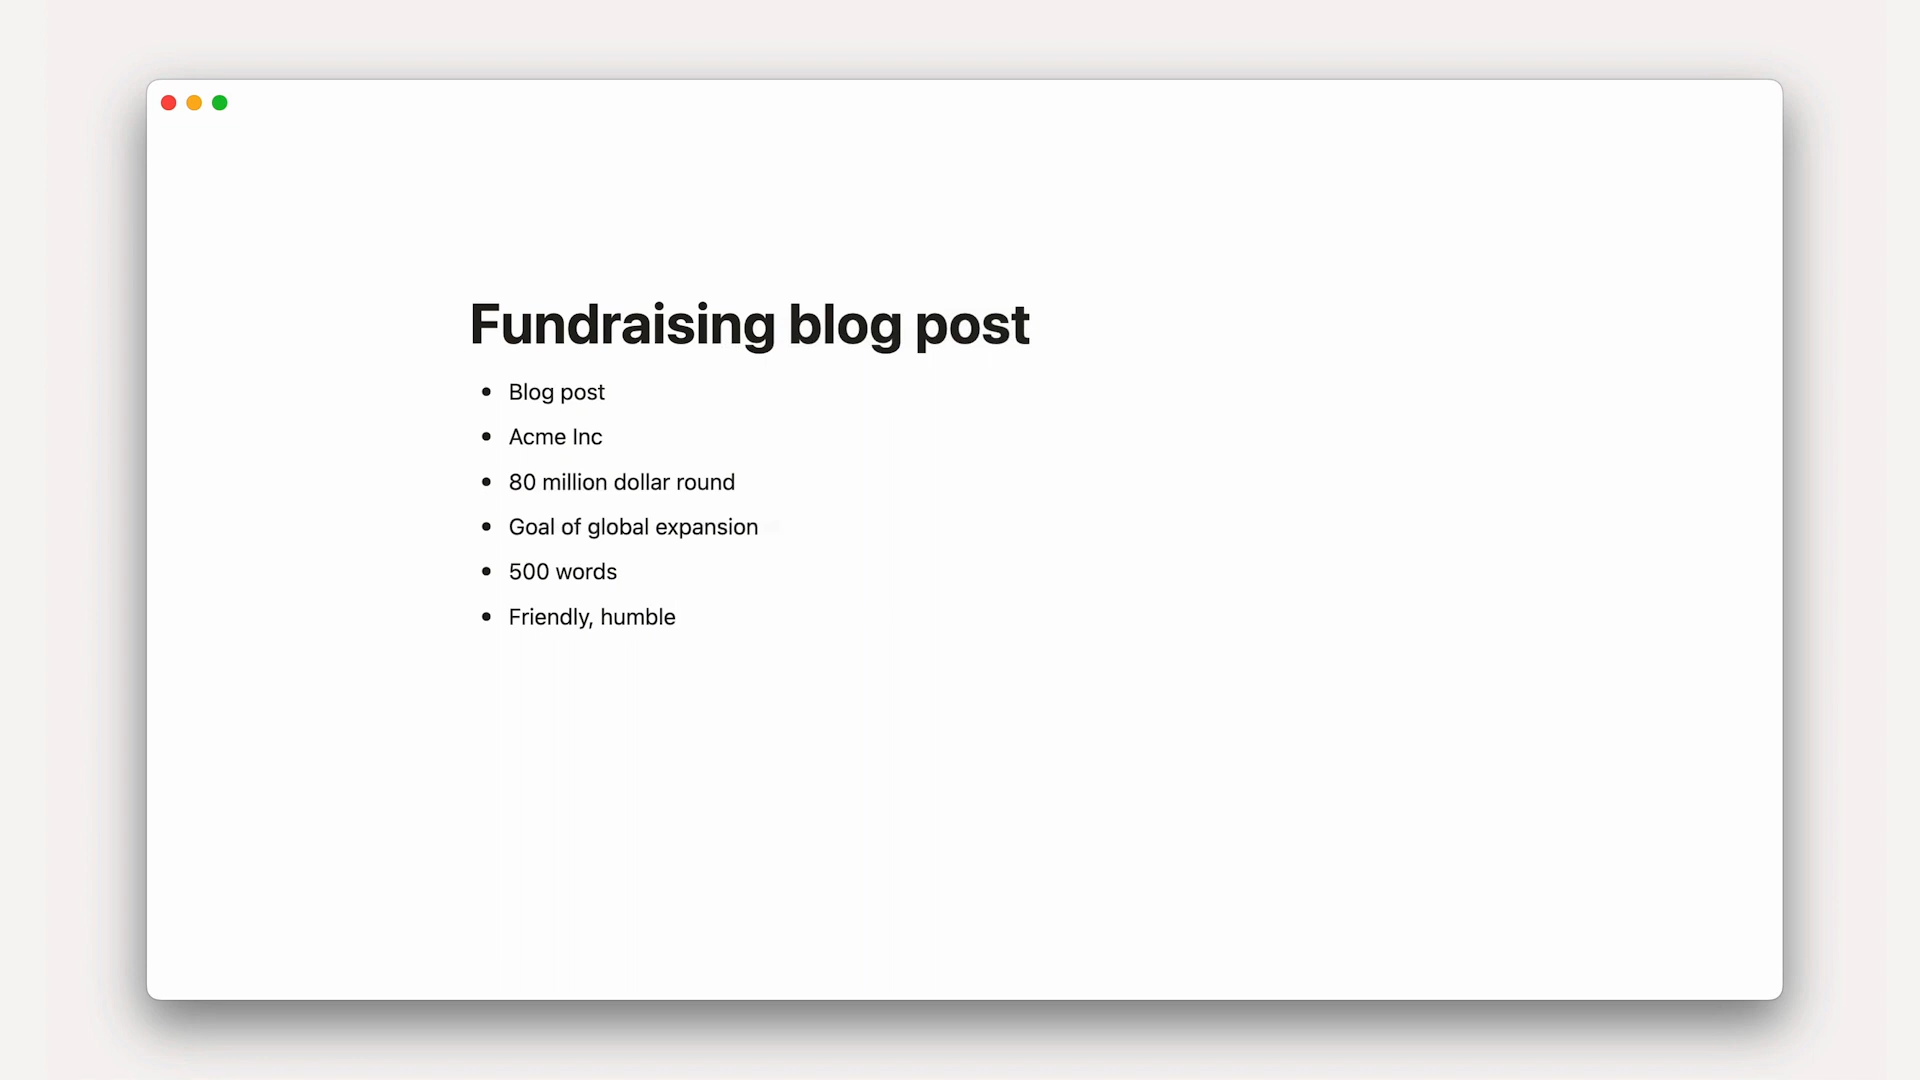 Fundraising blog post
Blog post
Acme Inc
80 million dollar round
Goal of global expansion
500 words
Friendly, humble